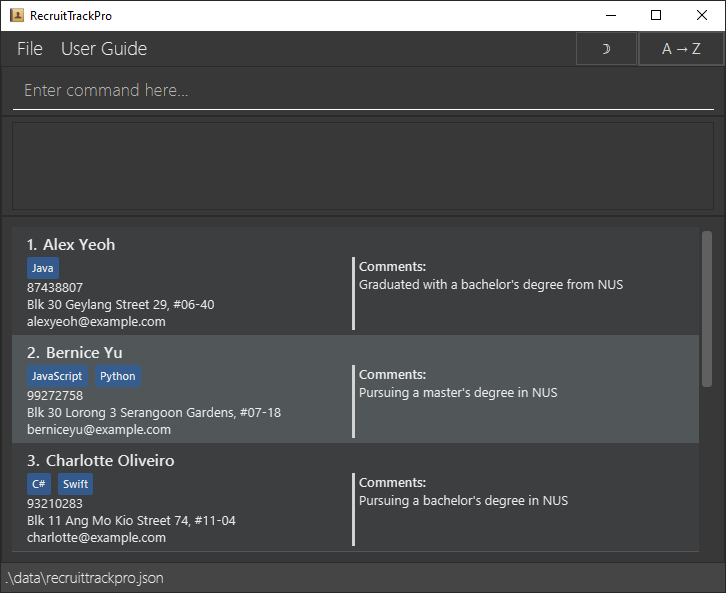 RecruitTrackPro
File User Guide A → Z
Enter command here...
1. Alex Yeoh
Java
87438807
Blk 30 Geylang Street 29, #06-40
alexyeoh@example.com
Comments:
Graduated with a bachelor's degree from NUS
2. Bernice Yu
JavaScript Python
99272758
Blk 30 Lorong 3 Serangoon Gardens, #07-18
berniceyu@example.com
Comments:
Pursuing a master's degree in NUS
3. Charlotte Oliveiro
C# Swift
93210283
Blk 11 Ang Mo Kio Street 74, #11-04
charlotte@example.com
Comments:
Pursuing a bachelor's degree in NUS
.\data\recruittrackpro.json